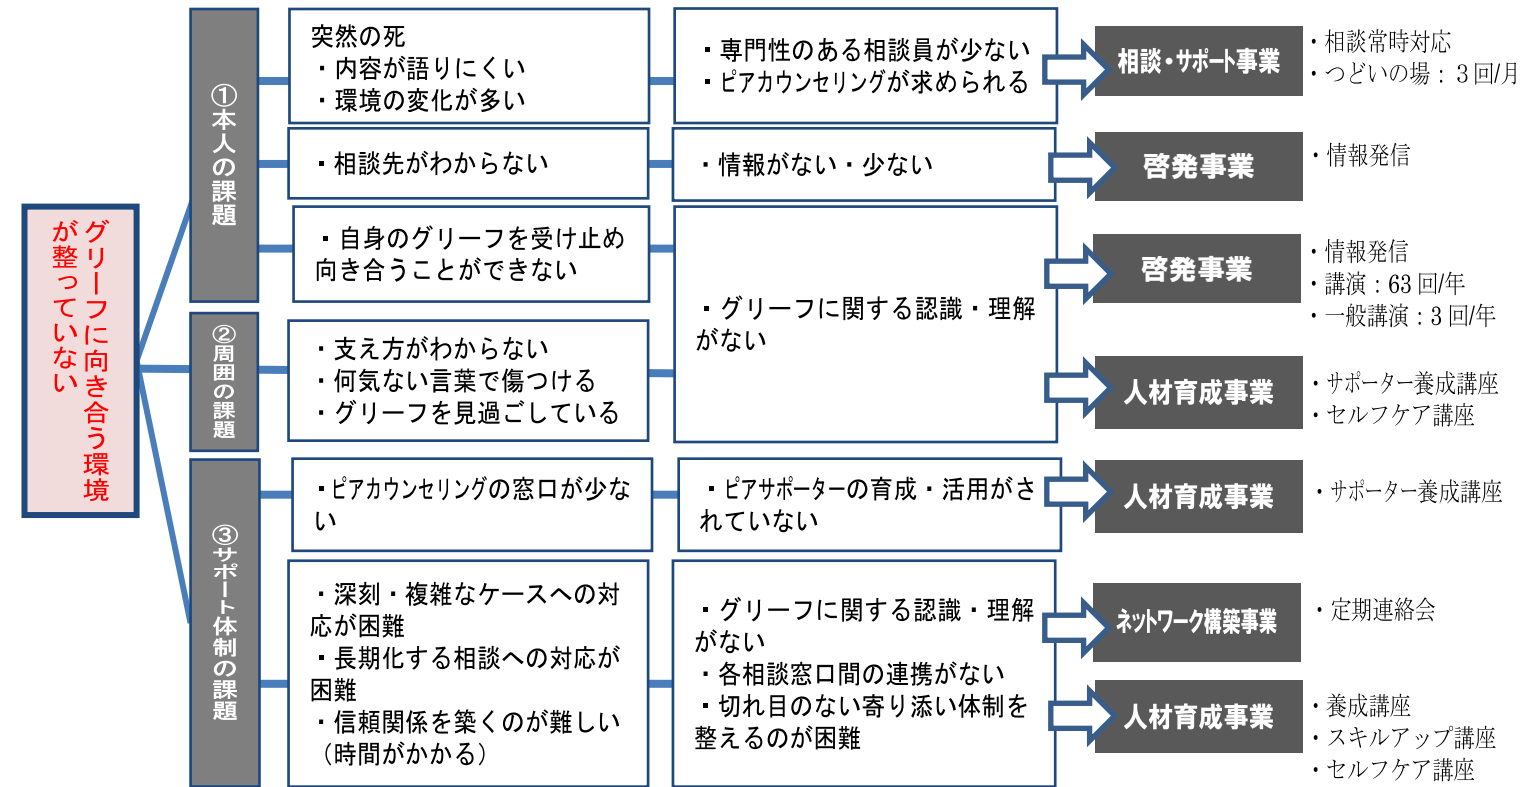 グリーフに向き合う環境
が整っていない
①本人の課題
突然の死
・内容が語りにくい
・環境の変化が多い
・専門性のある相談員が少ない
・ピアカウンセリングが求められる
相談・サポート事業
・相談常時対応
・つどいの場：3回/月
・相談先がわからない
・情報がない・少ない
啓発事業
・情報発信
・自身のグリーフを受け止め
向き合うことができない
・グリーフに関する認識・理解
がない
啓発事業
・情報発信
・講演：63回/年
・一般講演：3回/年
②周囲の課題
・支え方がわからない
・何気ない言葉で傷つける
・グリーフを見過ごしている
人材育成事業
・サポーター養成講座
・セルフケア講座
③サポート体制の課題
・ピアカウンセリングの窓口が少な
い
・ピアサポーターの育成・活用がさ
れていない
人材育成事業
・サポーター養成講座
・深刻・複雑なケースへの対
応が困難
・長期化する相談への対応が
困難
・信頼関係を築くのが難しい
（時間がかかる）
・グリーフに関する認識・理解
がない
・各相談窓口間の連携がない
・切れ目のない寄り添い体制を
整えるのが困難
ネットワーク構築事業
・定期連絡会
人材育成事業
・養成講座
・スキルアップ講座
・セルフケア講座